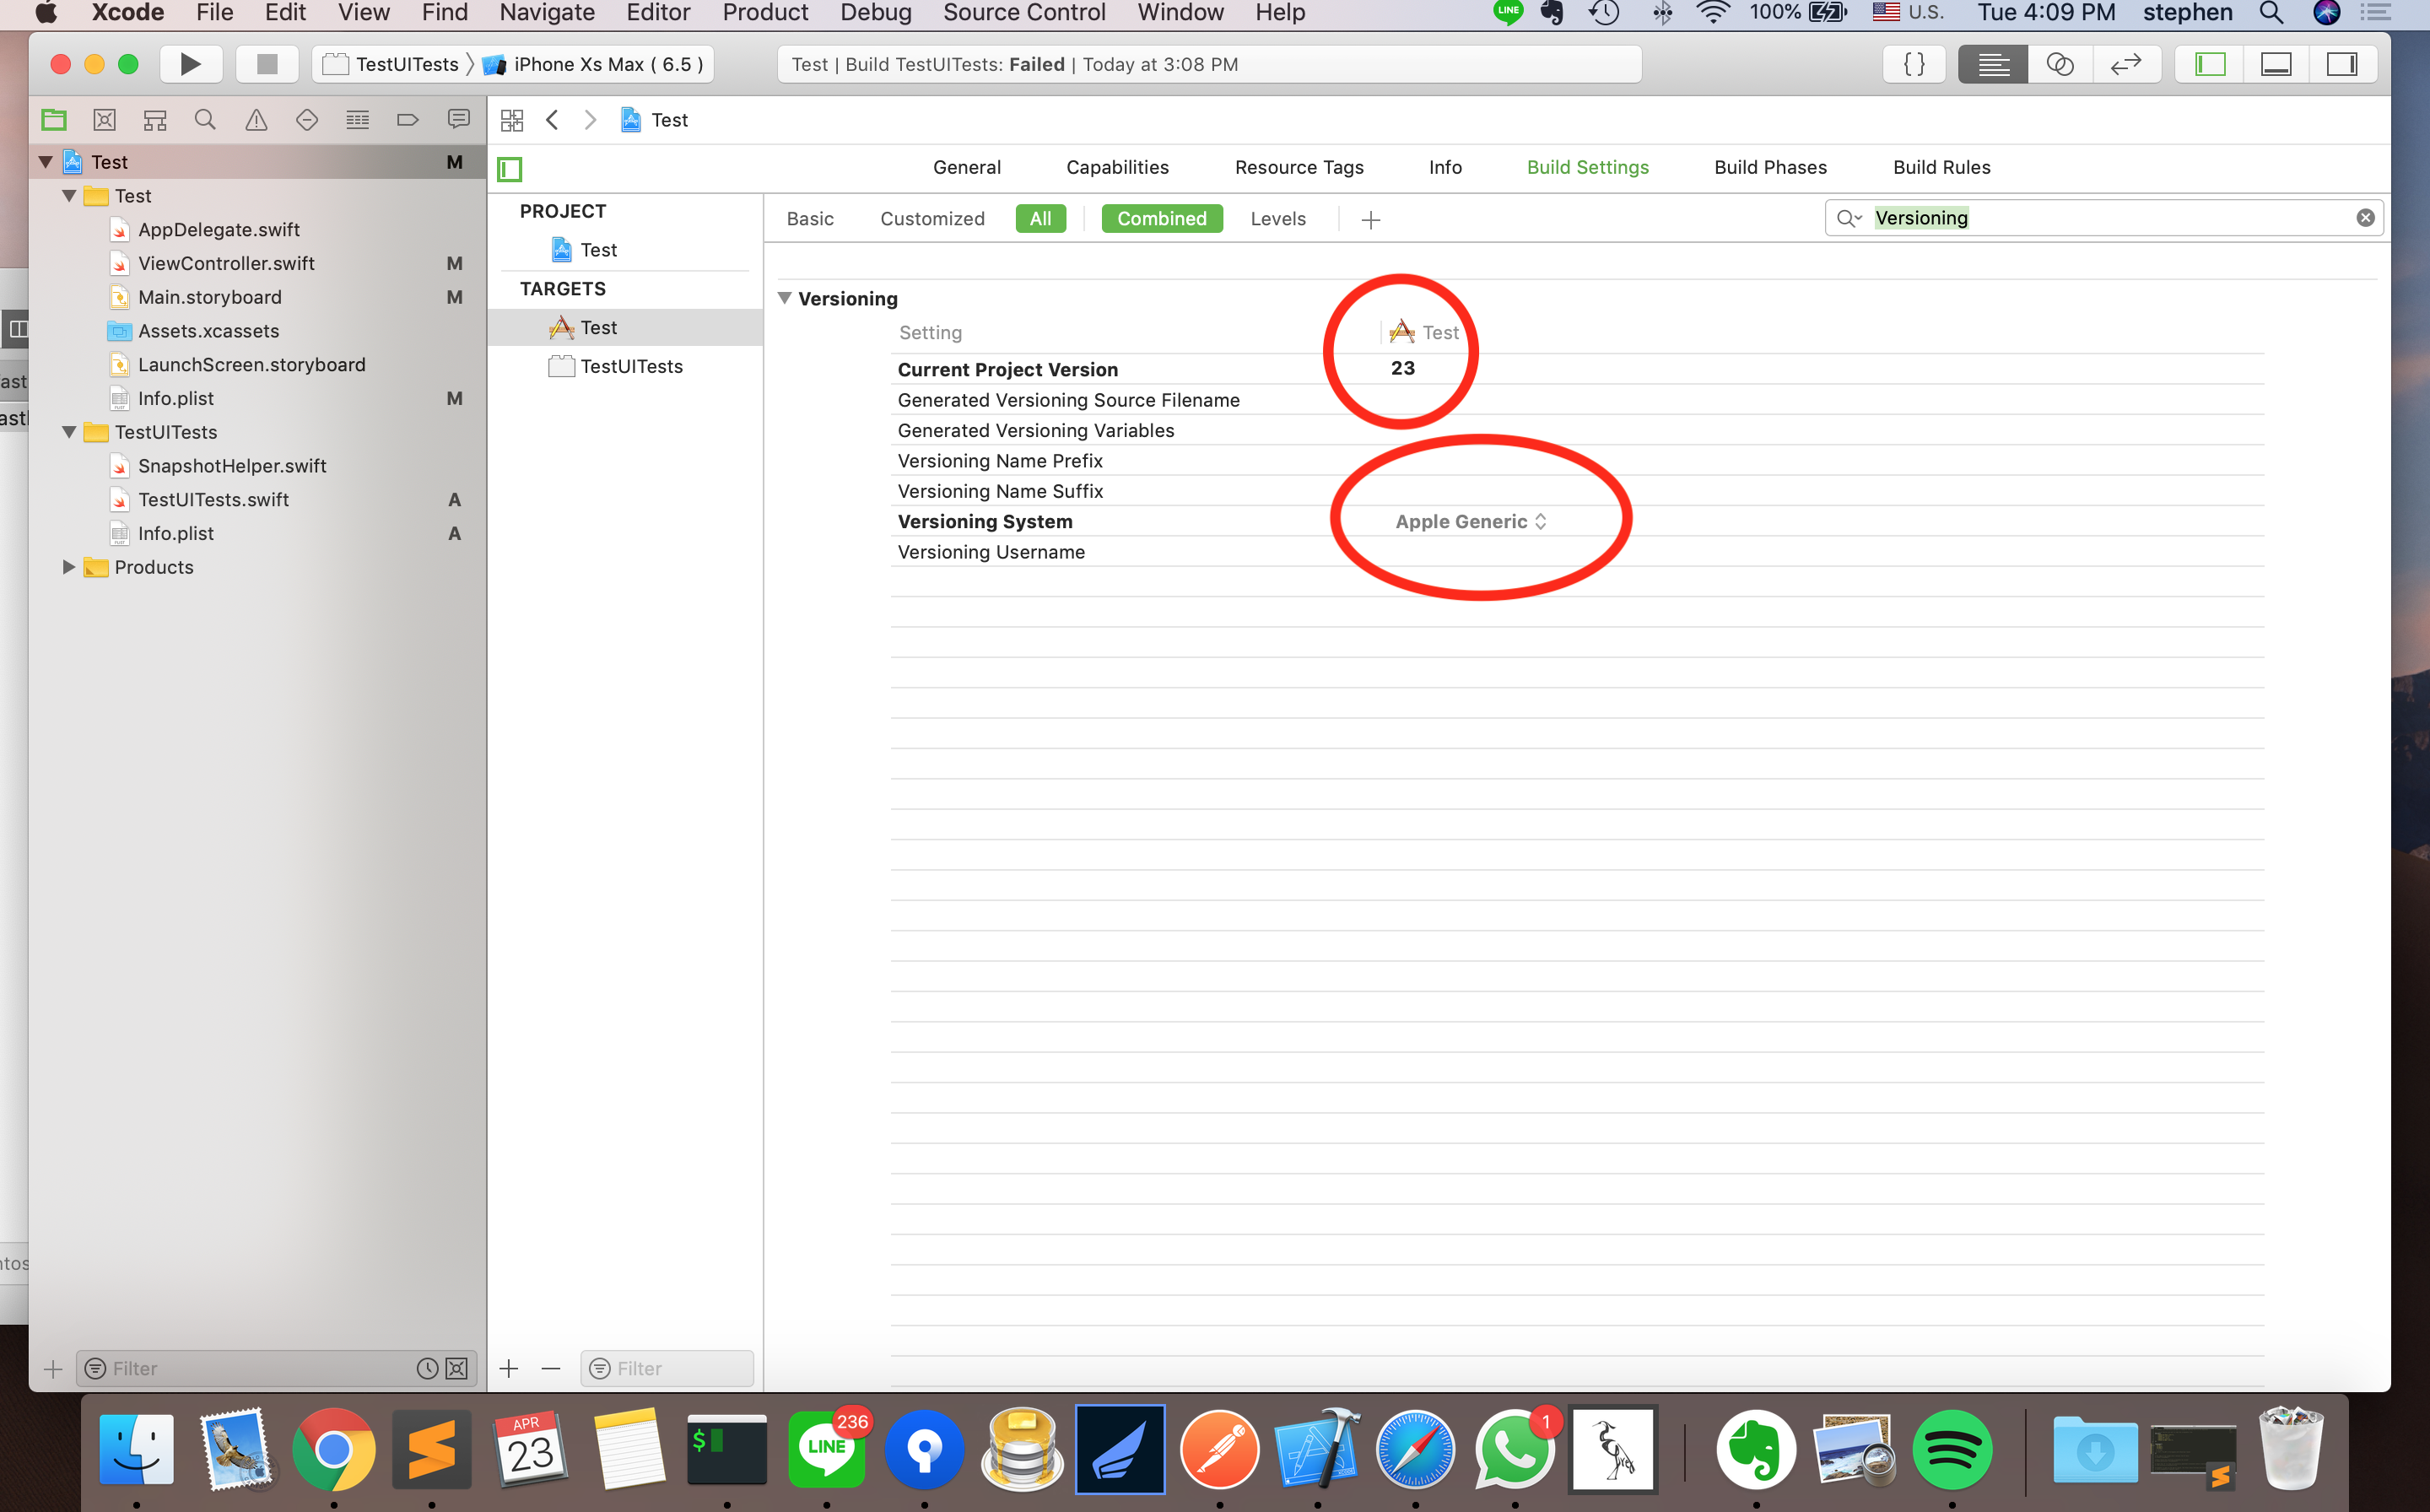 Xcode File Edit View Find Navigate Editor Product Debug Source Control Window Help LINE 100% U.S. Tue 4:09 PM stephen
TestUITests iPhone Xs Max ( 6.5 ) Test | Build TestUITests: Failed | Today at 3:08 PM { }
Test
Test M
General Capabilities Resource Tags Info Build Settings Build Phases Build Rules
Test
AppDelegate.swift
ViewController.swift M
Main.storyboard M
Assets.xcassets
LaunchScreen.storyboard
Info.plist M
TestUITests
SnapshotHelper.swift
TestUITests.swift A
Info.plist A
Products
Filter
PROJECT
Test
TARGETS
Test
TestUITests
Filter
Basic Customized All Combined Levels Versioning
Versioning
Setting Test
Current Project Version 23
Generated Versioning Source Filename
Generated Versioning Variables
Versioning Name Prefix
Versioning Name Suffix
Versioning System Apple Generic
Versioning Username
APR
23
$
LINE
236
1